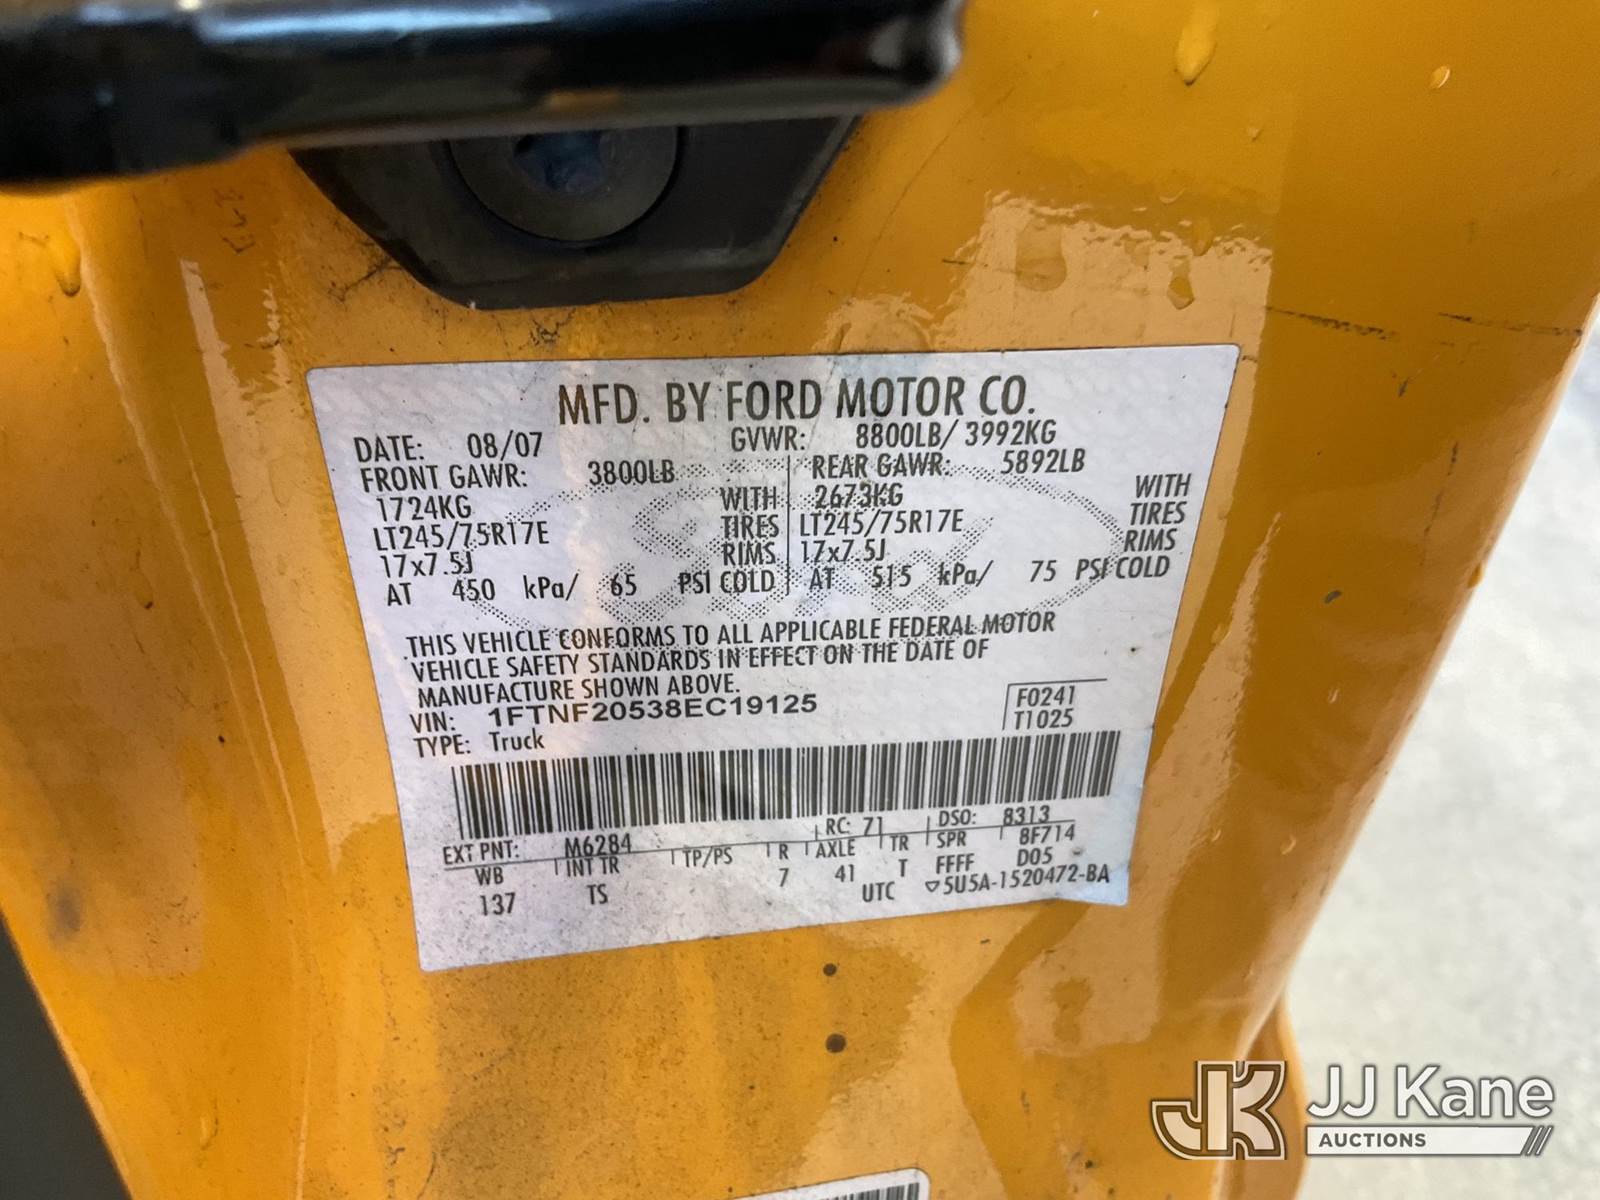 MFD. BY FORD MOTOR CO.
DATE: 08/07 GVWR: 8800LB/ 3992KG
FRONT GAWR: 3800LB REAR GAWR: 5892LB
1724KG WITH 2673KG WITH
LT245/75R17E TIRES LT245/75R17E TIRES
17x7.5J RIMS 17x7.5J RIMS
AT 450 kPa/ 65 PSI COLD AT 515 kPa/ 75 PSI COLD
THIS VEHICLE CONFORMS TO ALL APPLICABLE FEDERAL MOTOR
VEHICLE SAFETY STANDARDS IN EFFECT ON THE DATE OF
MANUFACTURE SHOWN ABOVE.
VIN: 1FTNF20538EC19125 F0241
TYPE: Truck T1025
EXT PNT: M6284 RC: 71 DSO: 8313
WB INT TR TP/PS R AXLE TR SPR 8F714
137 TS 7 41 T FFFF D05
UTC ▽5U5A-1520472-BA
JK JJ Kane
AUCTIONS